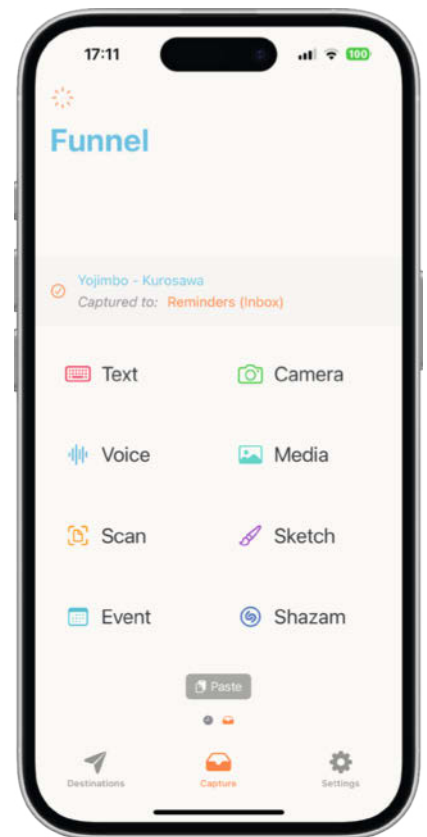 17:11
100
Funnel
Yojimbo - Kurosawa
Captured to: Reminders (Inbox)
Text
Camera
Voice
Media
Scan
Sketch
Event
Shazam
Paste
Destinations
Capture
Settings